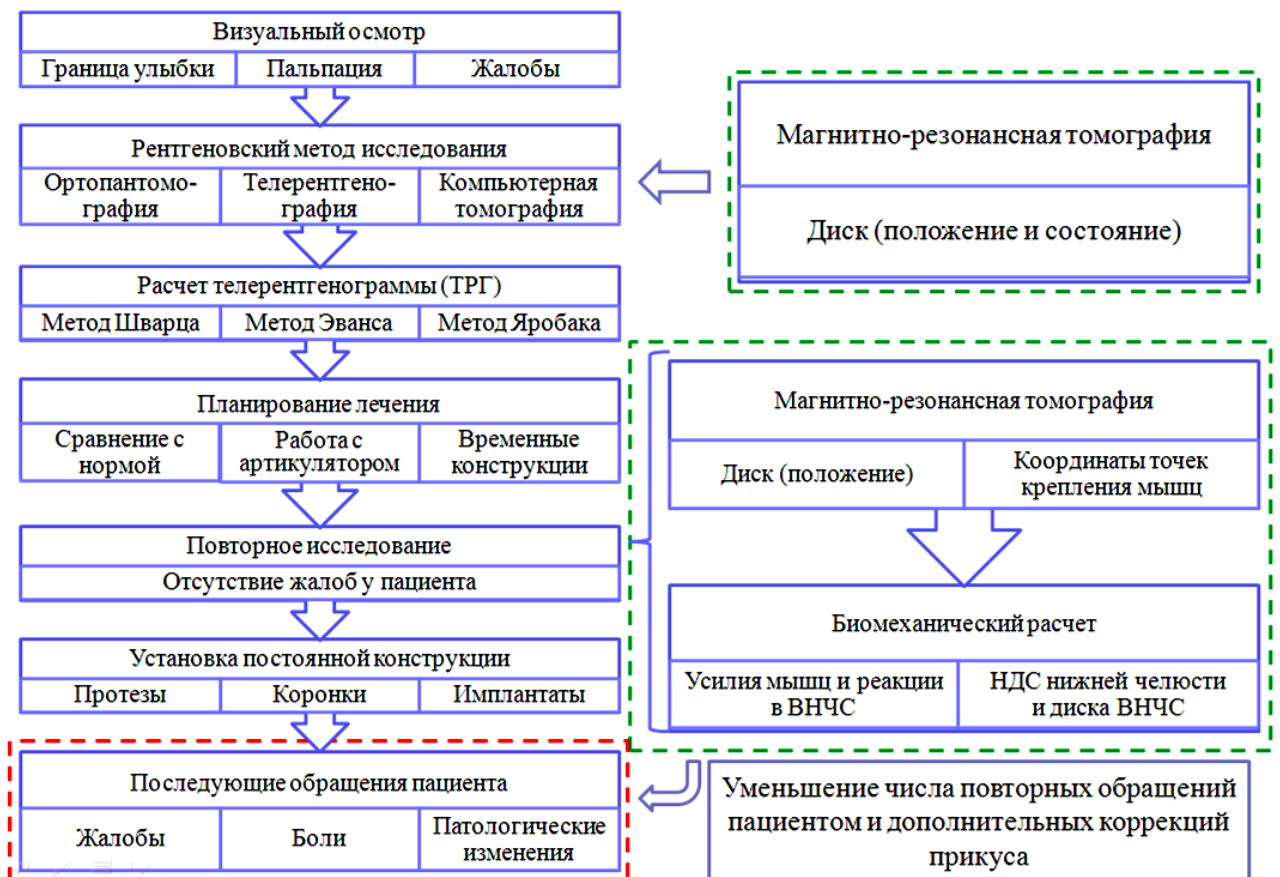 Визуальный осмотр
Граница улыбки
Пальпация
Жалобы
Рентгеновский метод исследования
Ортопантомо-
графия
Телерентгено-
графия
Компьютерная
томография
Расчет телерентгенограммы (ТРГ)
Метод Шварца
Метод Эванса
Метод Яробака
Планирование лечения
Сравнение с
нормой
Работа с
артикулятором
Временные
конструкции
Повторное исследование
Отсутствие жалоб у пациента
Установка постоянной конструкции
Протезы
Коронки
Имплантаты
Последующие обращения пациента
Жалобы
Боли
Патологические
изменения
Магнитно-резонансная томография
Диск (положение и состояние)
Магнитно-резонансная томография
Диск (положение)
Координаты точек
крепления мышц
Биомеханический расчет
Усилия мышц и реакции
в ВНЧС
НДС нижней челюсти
и диска ВНЧС
Уменьшение числа повторных обращений
пациентом и дополнительных коррекций
прикуса